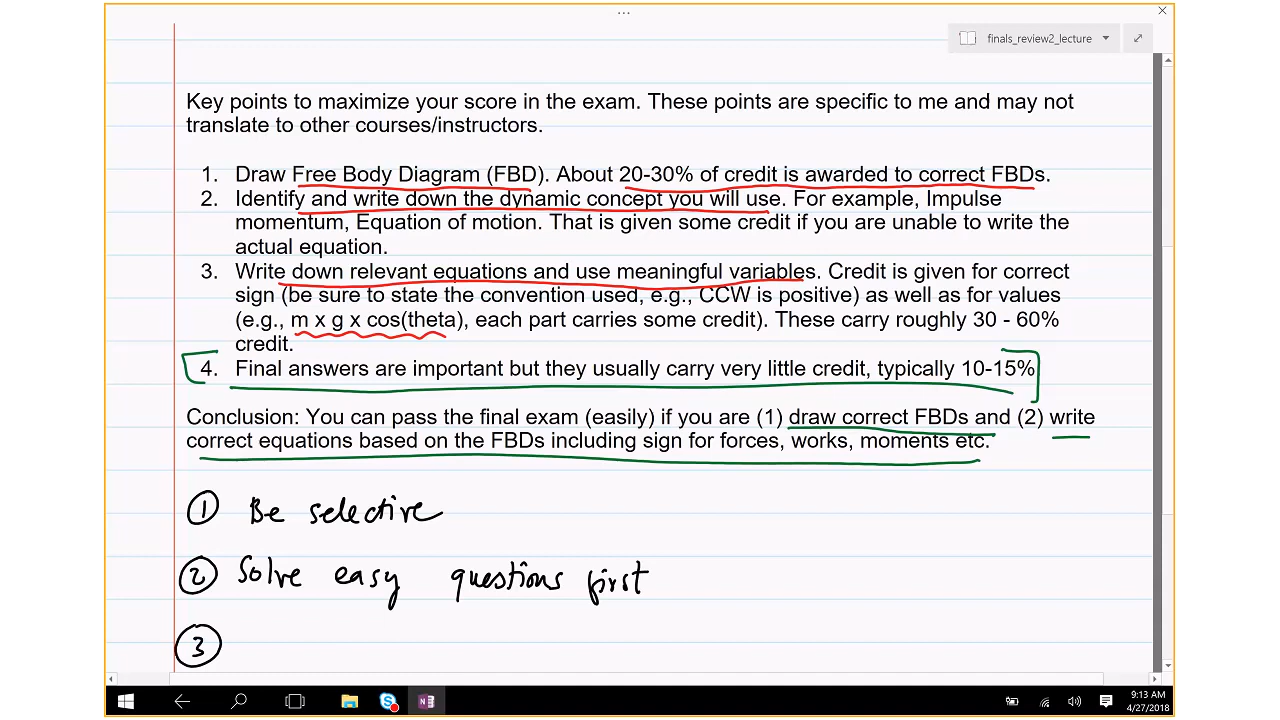 finals_review2_lecture
Key points to maximize your score in the exam. These points are specific to me and may not
translate to other courses/instructors.
1. Draw Free Body Diagram (FBD). About 20-30% of credit is awarded to correct FBDs.
2. Identify and write down the dynamic concept you will use. For example, Impulse
momentum, Equation of motion. That is given some credit if you are unable to write the
actual equation.
3. Write down relevant equations and use meaningful variables. Credit is given for correct
sign (be sure to state the convention used, e.g., CCW is positive) as well as for values
(e.g., m x g x cos(theta), each part carries some credit). These carry roughly 30 - 60%
credit.
4. Final answers are important but they usually carry very little credit, typically 10-15%
Conclusion: You can pass the final exam (easily) if you are (1) draw correct FBDs and (2) write
correct equations based on the FBDs including sign for forces, works, moments etc.
1 Be selective
2 Solve easy questions first
3
9:13 AM
4/27/2018